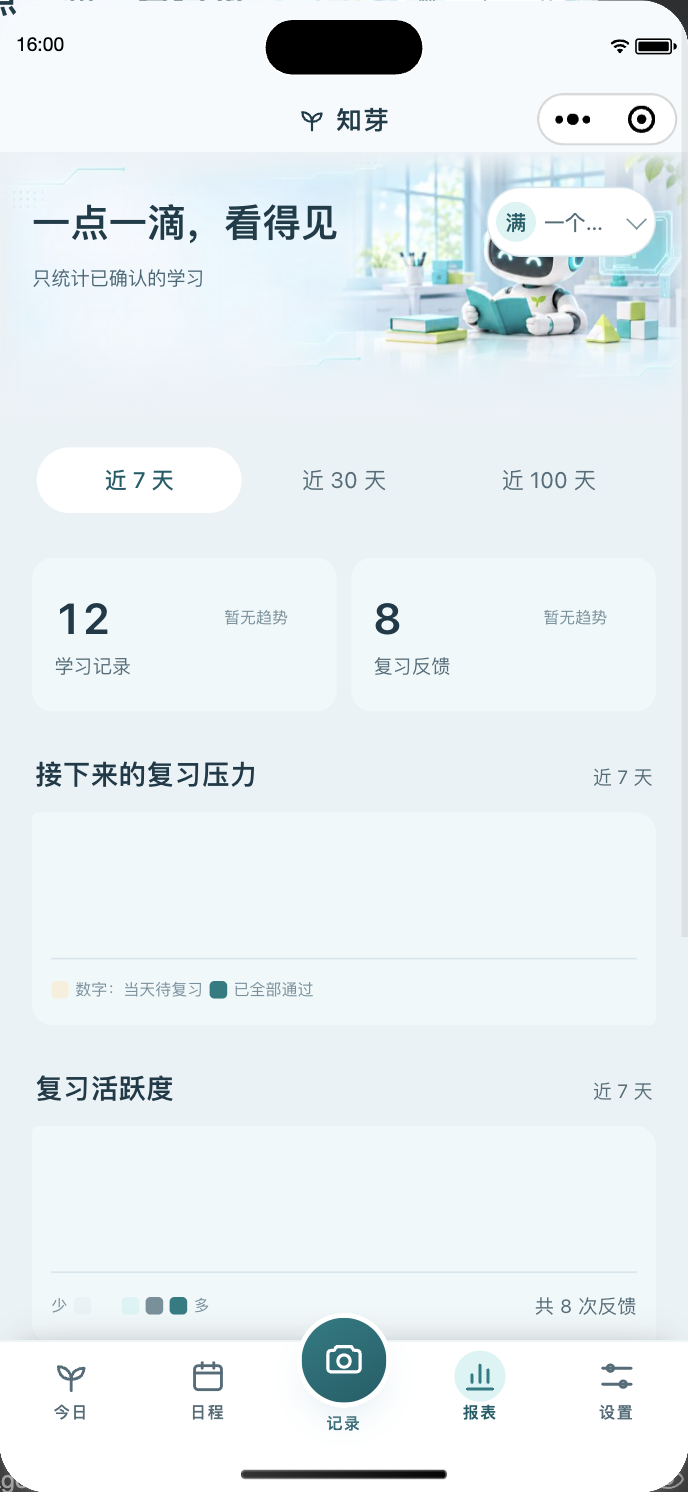 16:00
知芽
一点一滴，看得见
满 一个...
只统计已确认的学习
近 7 天 近 30 天 近 100 天
12 暂无趋势 8 暂无趋势
学习记录 复习反馈
接下来的复习压力 近 7 天
数字：当天待复习 已全部通过
复习活跃度 近 7 天
少 多 共 8 次反馈
今日 日程 记录 报表 设置